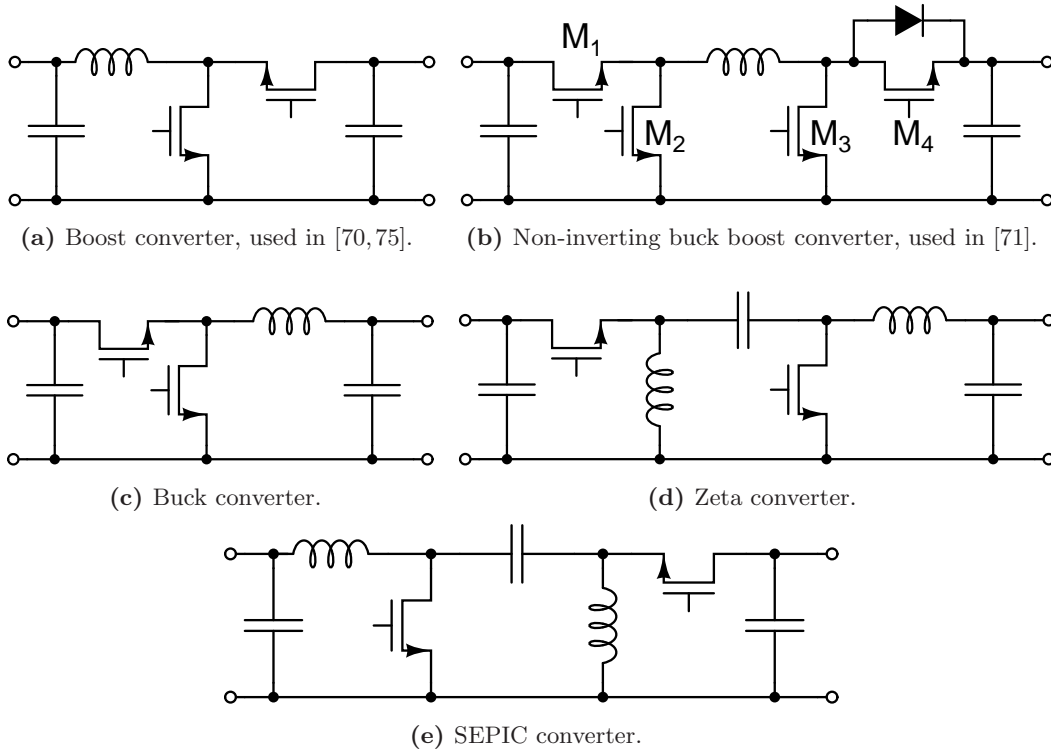 M1
M2
M3
M4
(a) Boost converter, used in [70, 75].
(b) Non-inverting buck boost converter, used in [71].
(c) Buck converter.
(d) Zeta converter.
(e) SEPIC converter.